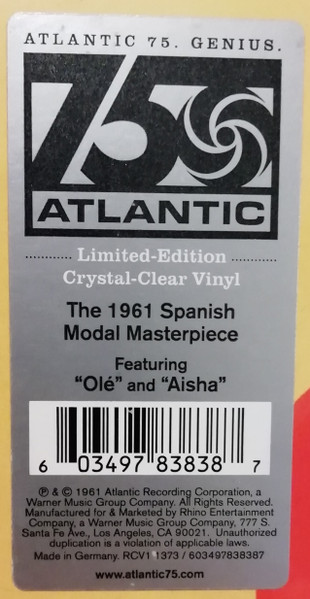 ATLANTIC 75. GENIUS.
75
ATLANTIC
Limited-Edition
Crystal-Clear Vinyl
The 1961 Spanish
Modal Masterpiece
Featuring
“Olé” and “Aisha”
6 03497 83838 7
℗ & © 1961 Atlantic Recording Corporation, a
Warner Music Group Company. All Rights Reserved.
Manufactured for & Marketed by Rhino Entertainment
Company, a Warner Music Group Company, 777 S.
Santa Fe Ave., Los Angeles, CA 90021. Unauthorized
duplication is a violation of applicable laws.
Made in Germany. RCV1 1373 / 603497838387
www.atlantic75.com